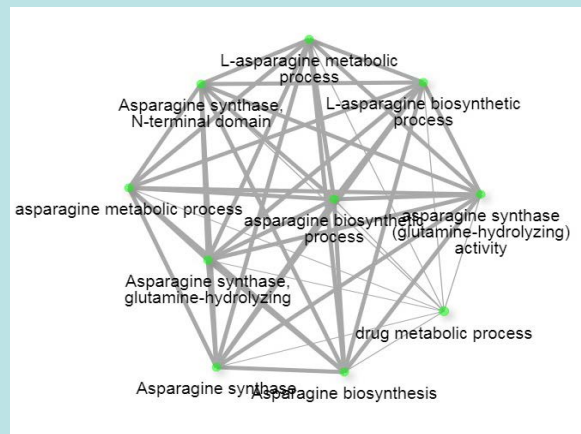 L-asparagine metabolic
process
Asparagine synthase,
N-terminal domain
L-asparagine biosynthetic
process
asparagine metabolic process
asparagine biosynthetic
process
asparagine synthase
(glutamine-hydrolyzing)
activity
Asparagine synthase,
glutamine-hydrolyzing
drug metabolic process
Asparagine synthase
Asparagine biosynthesis